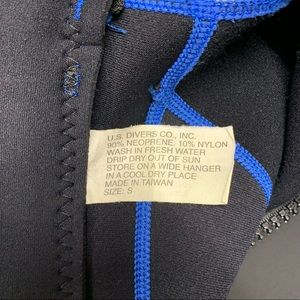 U.S. DIVERS CO., INC.
90% NEOPRENE, 10% NYLON
WASH IN FRESH WATER
DRIP DRY OUT OF SUN
STORE ON A WIDE HANGER
IN A COOL DRY PLACE
MADE IN TAIWAN
SIZE: S